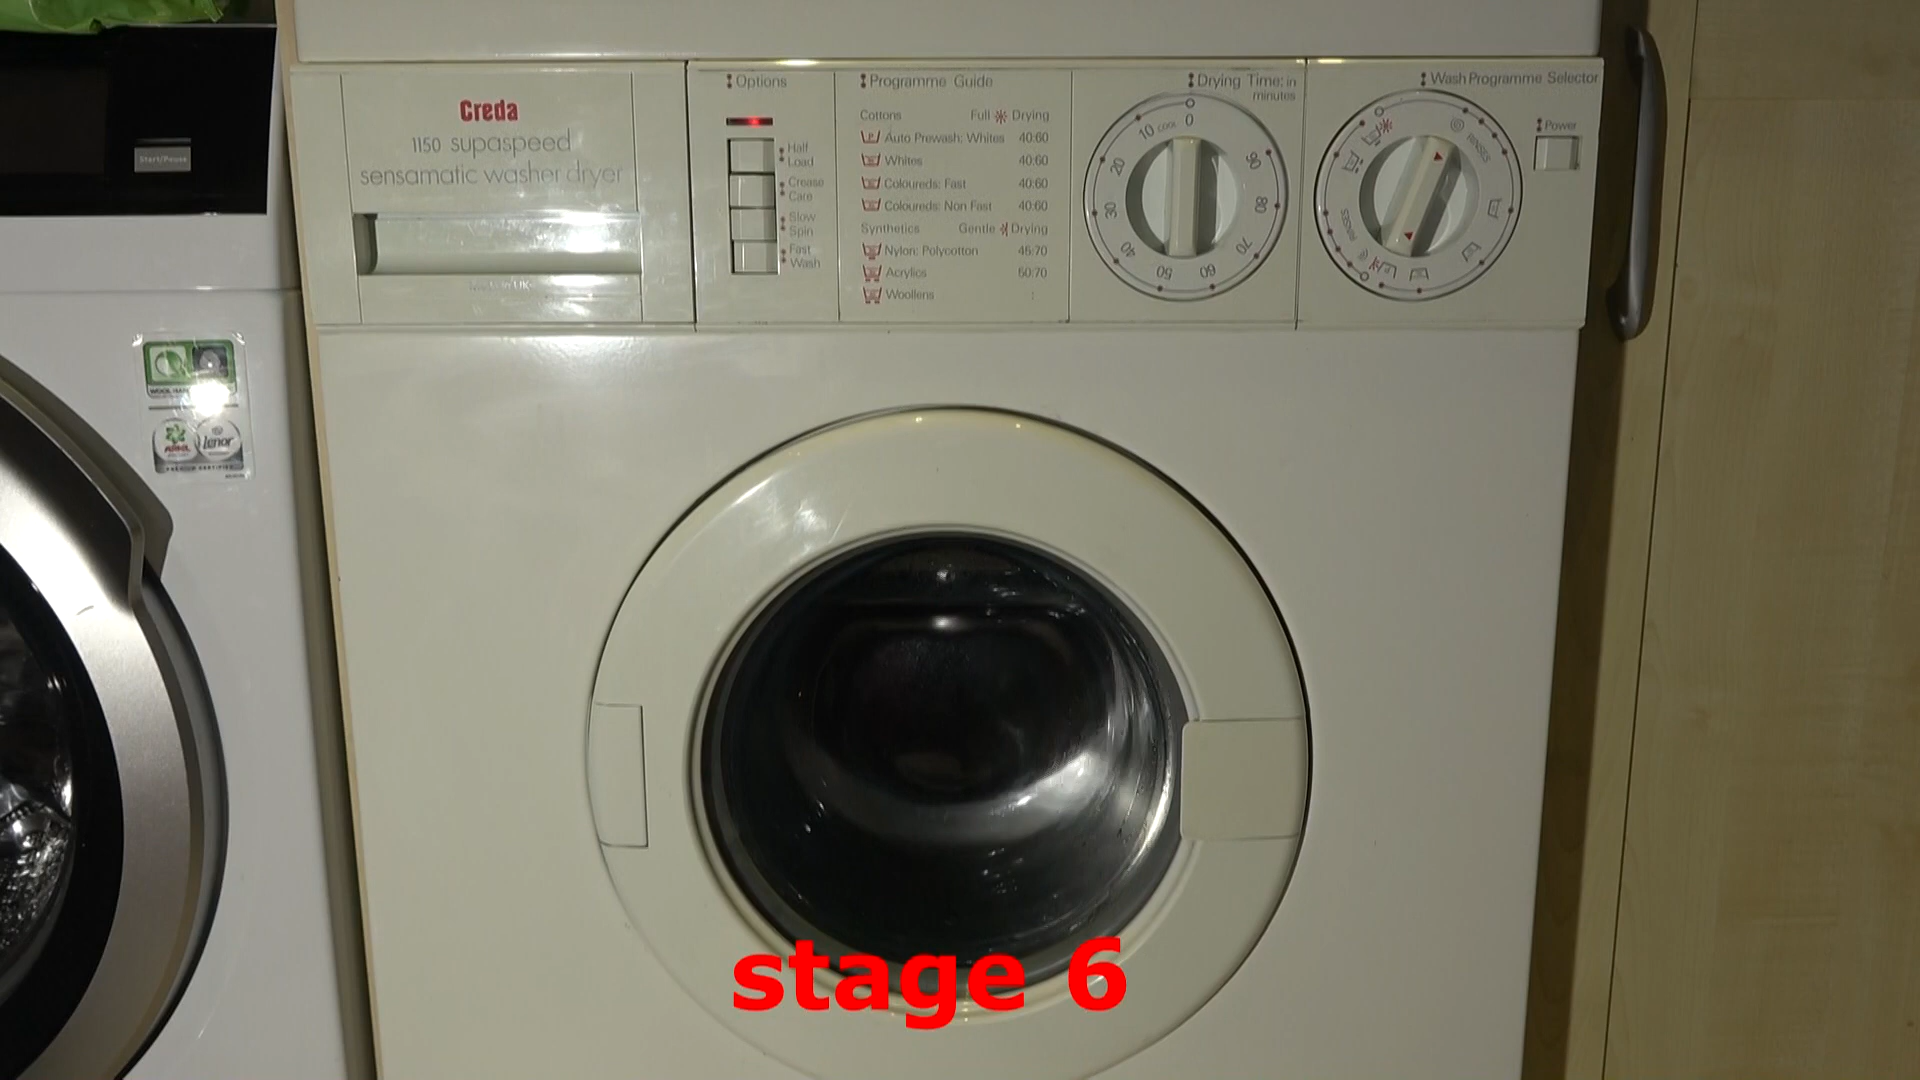 Start/Pause
Creda
1150 supaspeed
sensamatic washer dryer
Options
Half
Load
Crease
Care
Slow
Spin
Fast
Wash
Programme Guide
Cottons Full Drying
Auto Prewash: Whites 40:60
Whites 40:60
Coloureds: Fast 40:60
Coloureds: Non Fast 40:60
Synthetics Gentle Drying
Nylon: Polycotton 45:70
Acrylics 60:70
Woollens :
Drying Time: in
minutes
0
10 COOL
20
30
40
50
60
70
80
90
Wash Programme Selector
RINSES
RINSES
Power
ARIEL
Lenor
stage 6